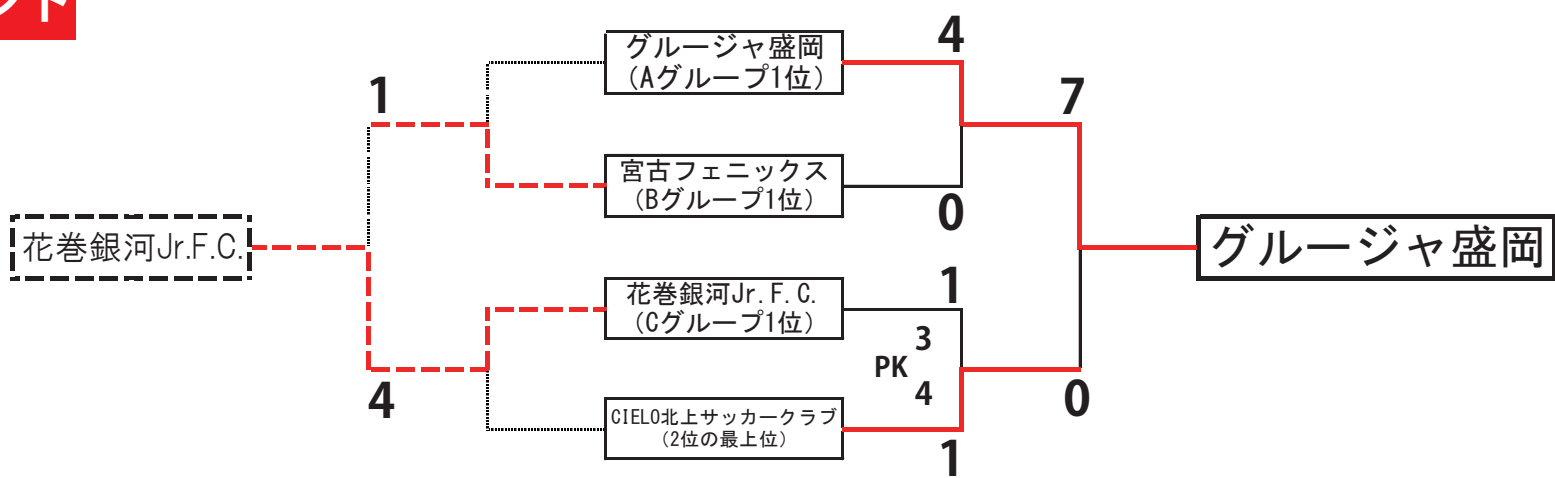 ント
グルージャ盛岡
(Aグループ1位)
4
1
7
宮古フェニックス
(Bグループ1位)
0
花巻銀河Jr.F.C.
グルージャ盛岡
花巻銀河Jr.F.C.
(Cグループ1位)
1
3
PK
4
4
0
CIELO北上サッカークラブ
(2位の最上位)
1